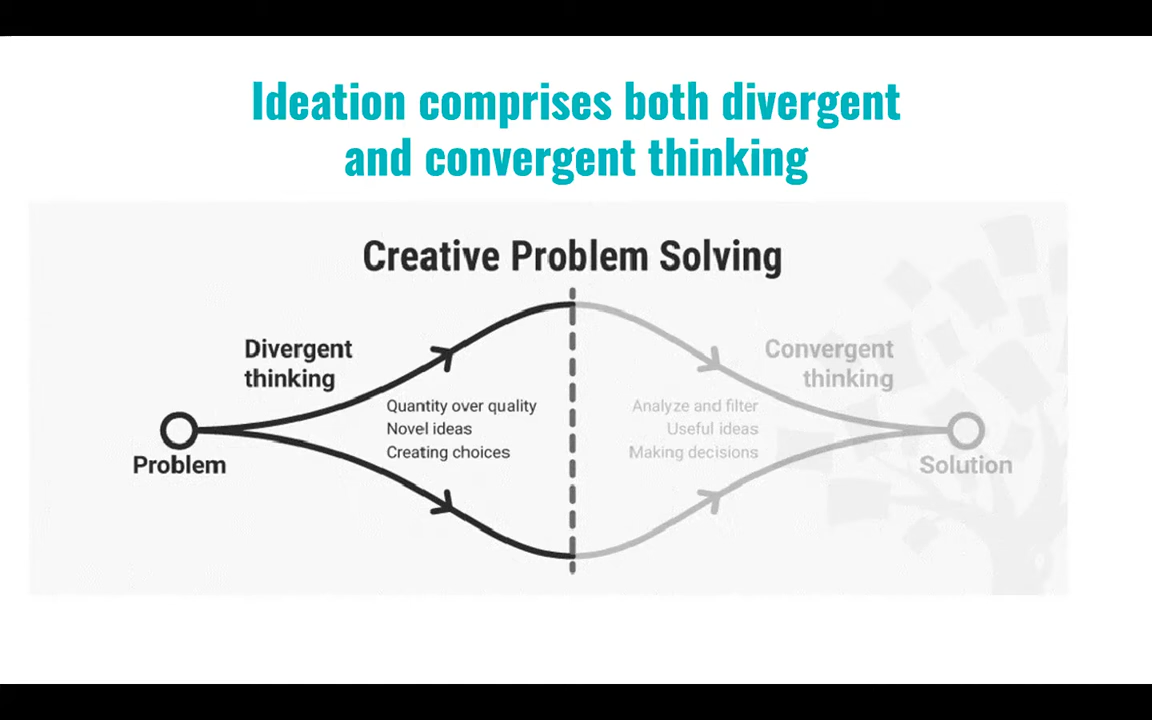 Ideation comprises both divergent
and convergent thinking
Creative Problem Solving
Divergent
thinking
Quantity over quality
Novel ideas
Creating choices
Problem
Convergent
thinking
Analyze and filter
Useful ideas
Making decisions
Solution